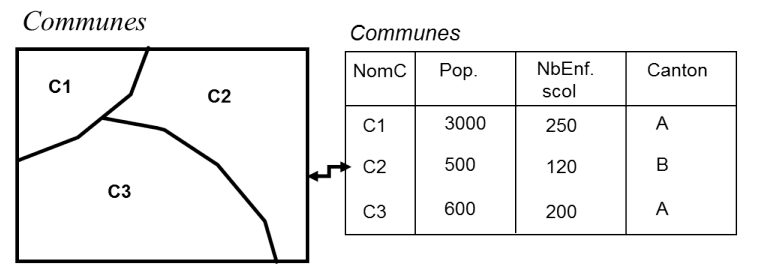 Communes
C1
C2
C3
Communes
NomC Pop. NbEnf. scol Canton
C1 3000 250 A
C2 500 120 B
C3 600 200 A